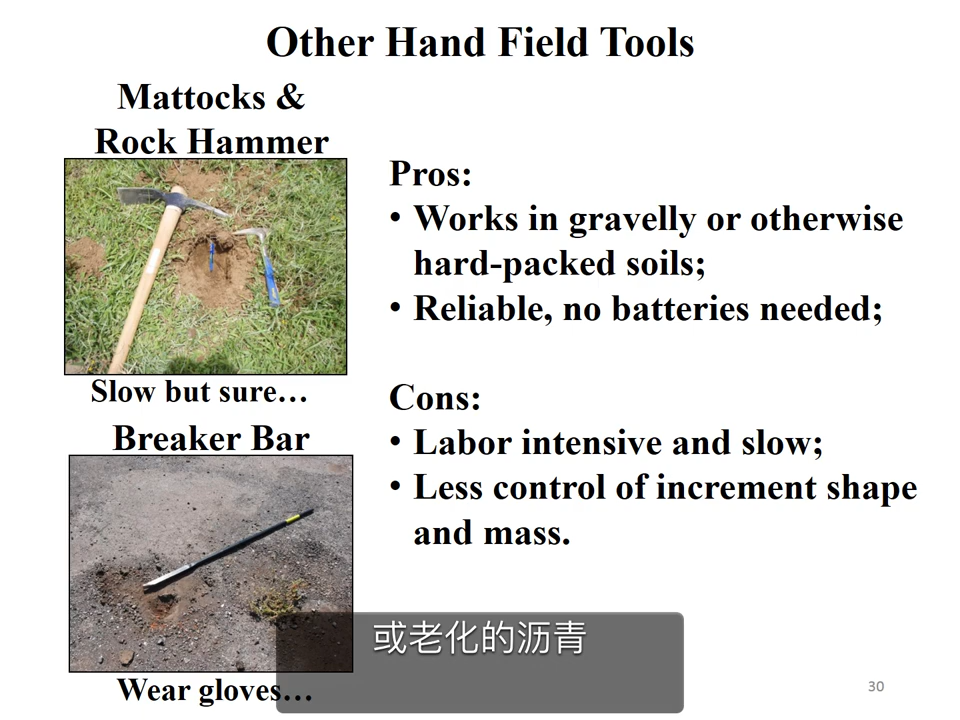 Other Hand Field Tools
Mattocks &
Rock Hammer
Slow but sure…
Breaker Bar
Wear gloves…
Pros:
• Works in gravelly or otherwise
hard-packed soils;
• Reliable, no batteries needed;
Cons:
• Labor intensive and slow;
• Less control of increment shape
and mass.
或老化的沥青
30